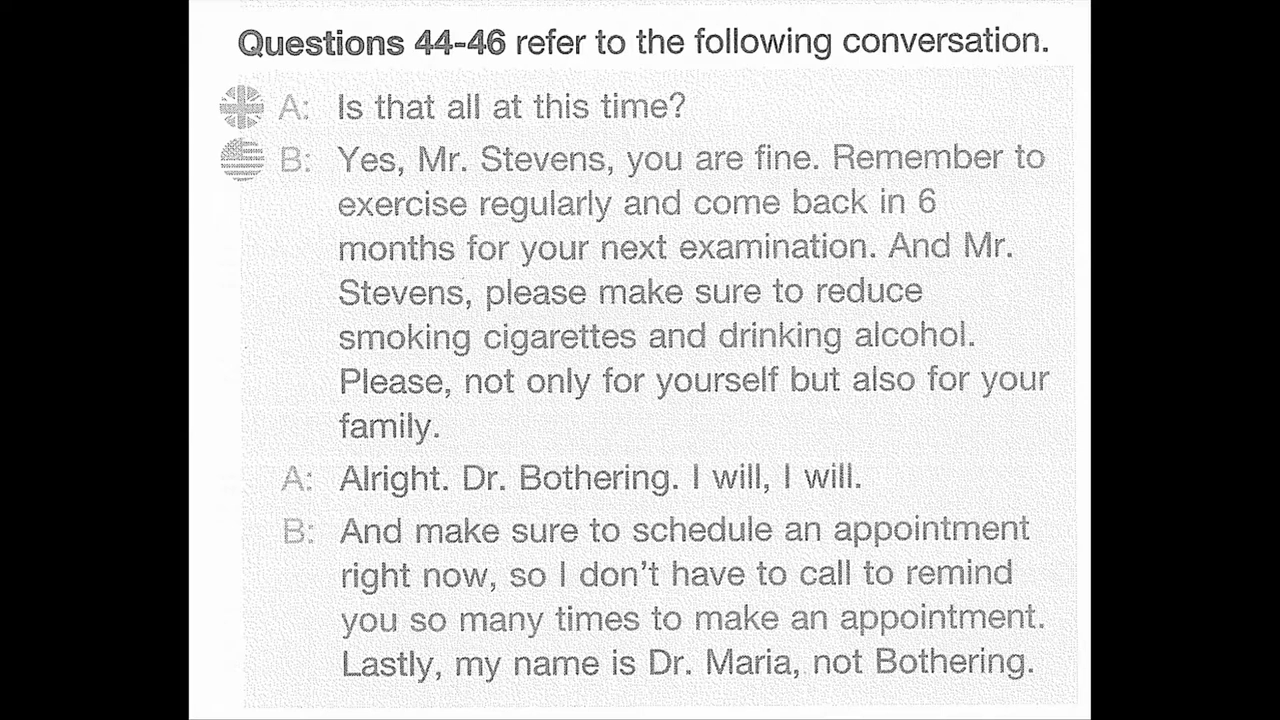 Questions 44-46 refer to the following conversation.
A: Is that all at this time?
B: Yes, Mr. Stevens, you are fine. Remember to
exercise regularly and come back in 6
months for your next examination. And Mr.
Stevens, please make sure to reduce
smoking cigarettes and drinking alcohol.
Please, not only for yourself but also for your
family.
A: Alright. Dr. Bothering. I will, I will.
B: And make sure to schedule an appointment
right now, so I don't have to call to remind
you so many times to make an appointment.
Lastly, my name is Dr. Maria, not Bothering.